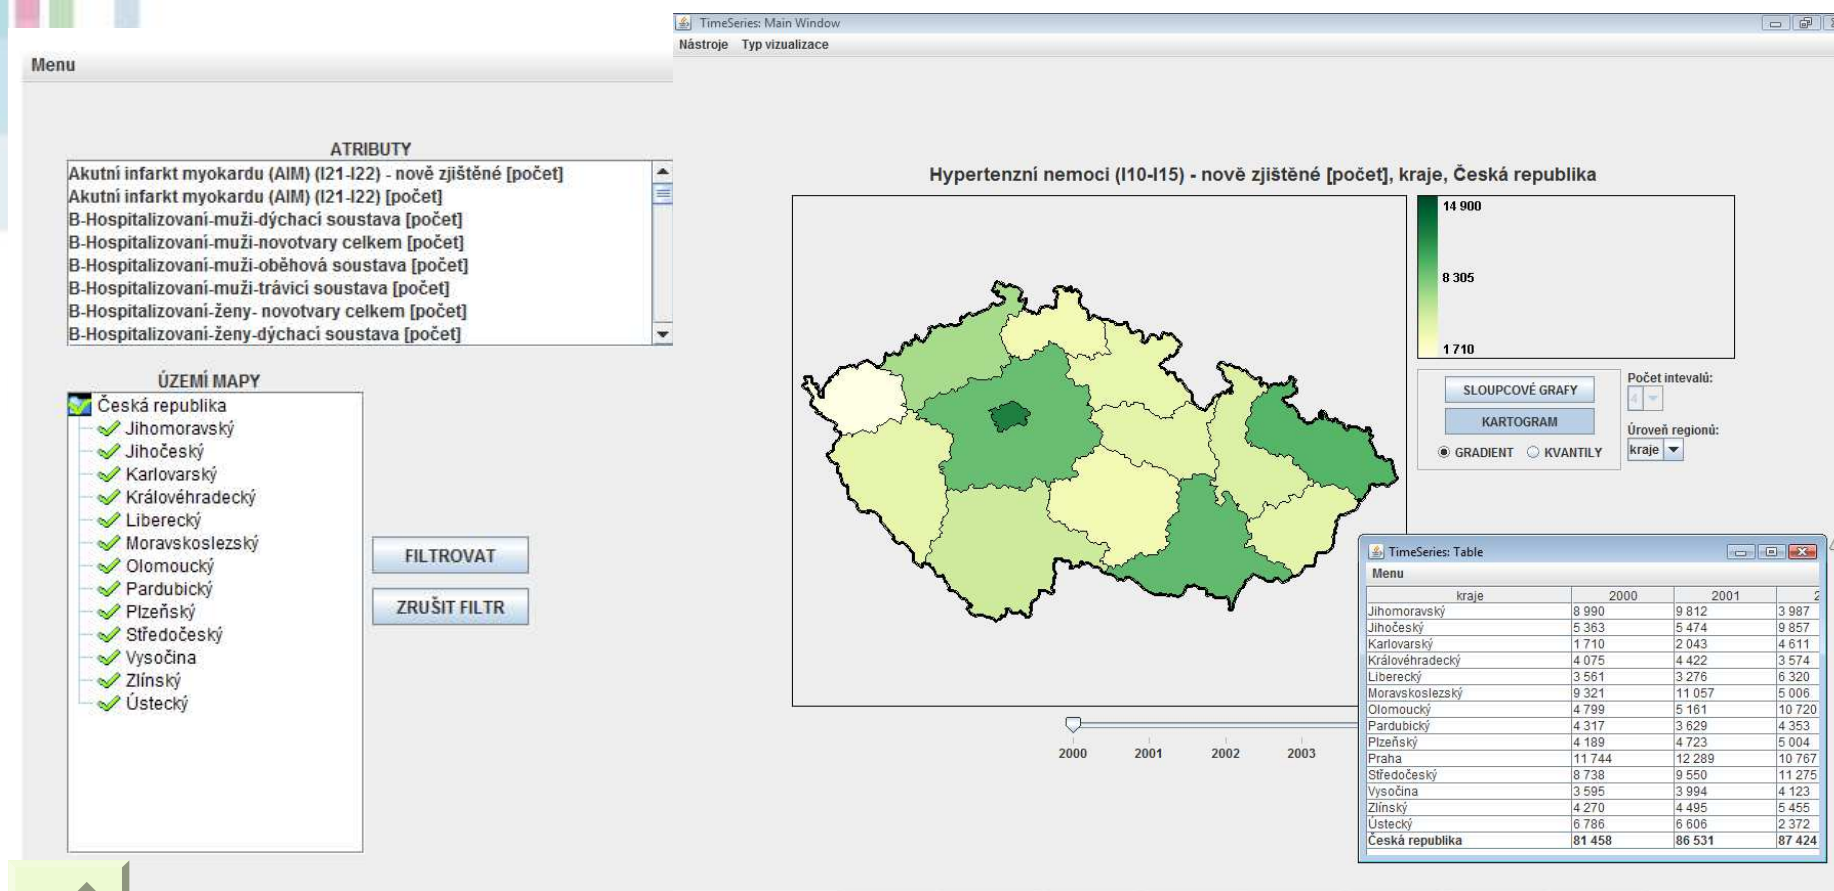 Menu
ATRIBUTY
Akutní infarkt myokardu (AIM) (I21-I22) - nově zjištěné [počet]
Akutní infarkt myokardu (AIM) (I21-I22) [počet]
B-Hospitalizovaní-muži-dýchací soustava [počet]
B-Hospitalizovaní-muži-novotvary celkem [počet]
B-Hospitalizovaní-muži-oběhová soustava [počet]
B-Hospitalizovaní-muži-trávicí soustava [počet]
B-Hospitalizovaní-ženy- novotvary celkem [počet]
B-Hospitalizovaní-ženy-dýchací soustava [počet]
ÚZEMÍ MAPY
Česká republika
Jihomoravský
Jihočeský
Karlovarský
Královéhradecký
Liberecký
Moravskoslezský
Olomoucký
Pardubický
Plzeňský
Středočeský
Vysočina
Zlínský
Ústecký
FILTROVAT
ZRUŠIT FILTR
TimeSeries: Main Window
Nástroje Typ vizualizace
Hypertenzní nemoci (I10-I15) - nově zjištěné [počet], kraje, Česká republika
14 900
8 305
1 710
SLOUPCOVÉ GRAFY
KARTOGRAM
GRADIENT KVANTILY
Počet intevalů:
4
Úroveň regionů:
kraje
2000 2001 2002 2003
TimeSeries: Table
Menu
kraje 2000 2001 2
Jihomoravský 8 990 9 812 3 987
Jihočeský 5 363 5 474 9 857
Karlovarský 1 710 2 043 4 611
Královéhradecký 4 075 4 422 3 574
Liberecký 3 561 3 276 6 320
Moravskoslezský 9 321 11 057 5 006
Olomoucký 4 799 5 161 10 720
Pardubický 4 317 3 629 4 353
Plzeňský 4 189 4 723 5 004
Praha 11 744 12 289 10 767
Středočeský 8 738 9 550 11 275
Vysočina 3 595 3 994 4 123
Zlínský 4 270 4 495 5 455
Ústecký 6 786 6 606 2 372
Česká republika 81 458 86 531 87 424